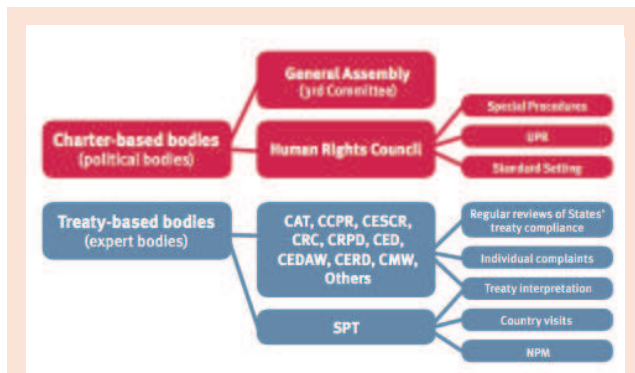 General Assembly
(3rd Committee)
Charter-based bodies
(political bodies)
Human Rights Council
Special Procedures
UPR
Standard Setting
Treaty-based bodies
(expert bodies)
CAT, CCPR, CESCR,
CRC, CRPD, CED,
CEDAW, CERD, CMW,
Others
SPT
Regular reviews of States'
treaty compliance
Individual complaints
Treaty interpretation
Country visits
NPM